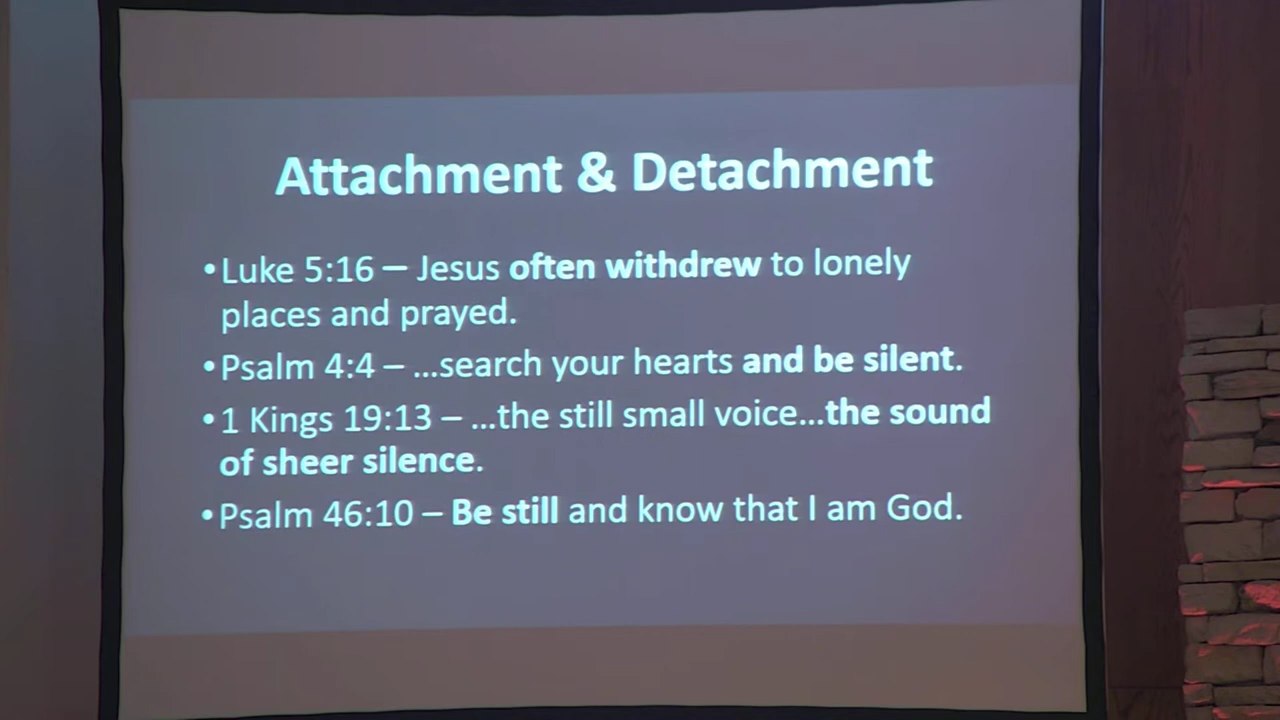 Attachment & Detachment
•Luke 5:16 – Jesus often withdrew to lonely
places and prayed.
•Psalm 4:4 – ...search your hearts and be silent.
•1 Kings 19:13 – ...the still small voice...the sound
of sheer silence.
•Psalm 46:10 – Be still and know that I am God.